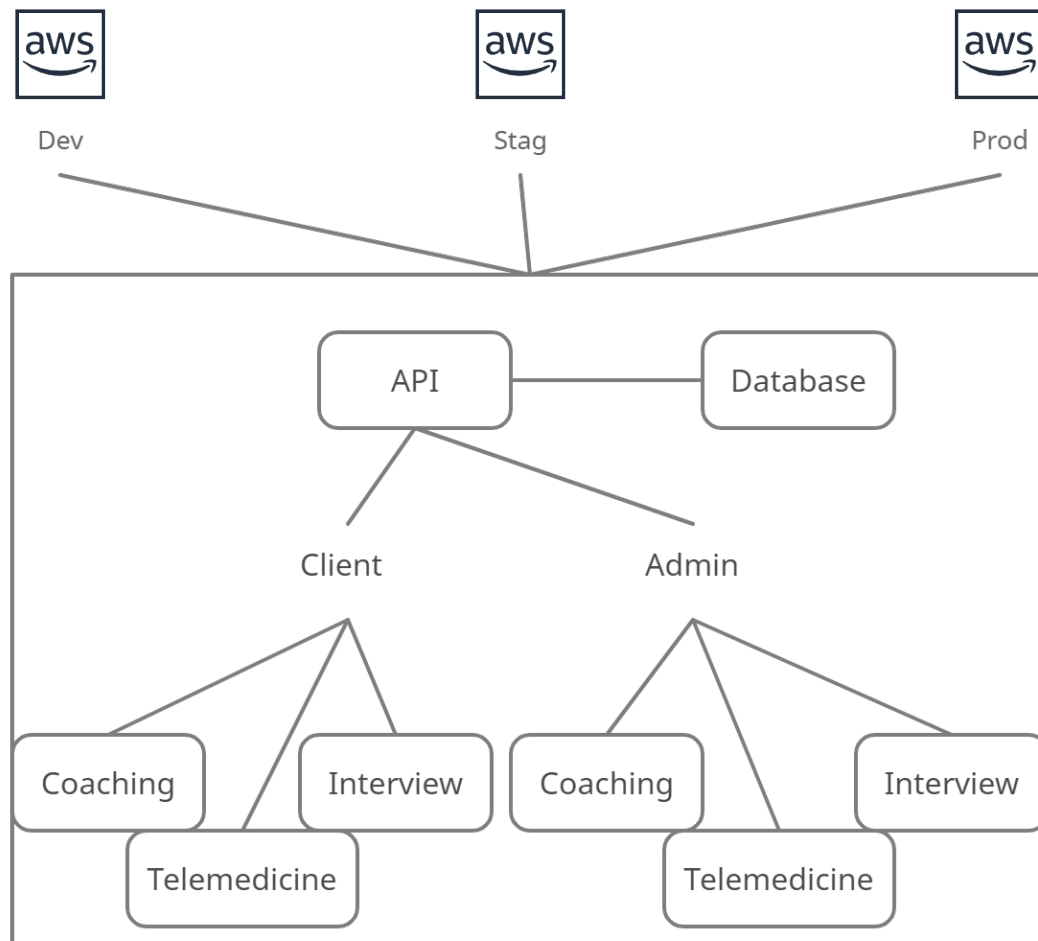 aws
aws
aws
Dev
Stag
Prod
API
Database
Client
Admin
Coaching
Interview
Coaching
Interview
Telemedicine
Telemedicine